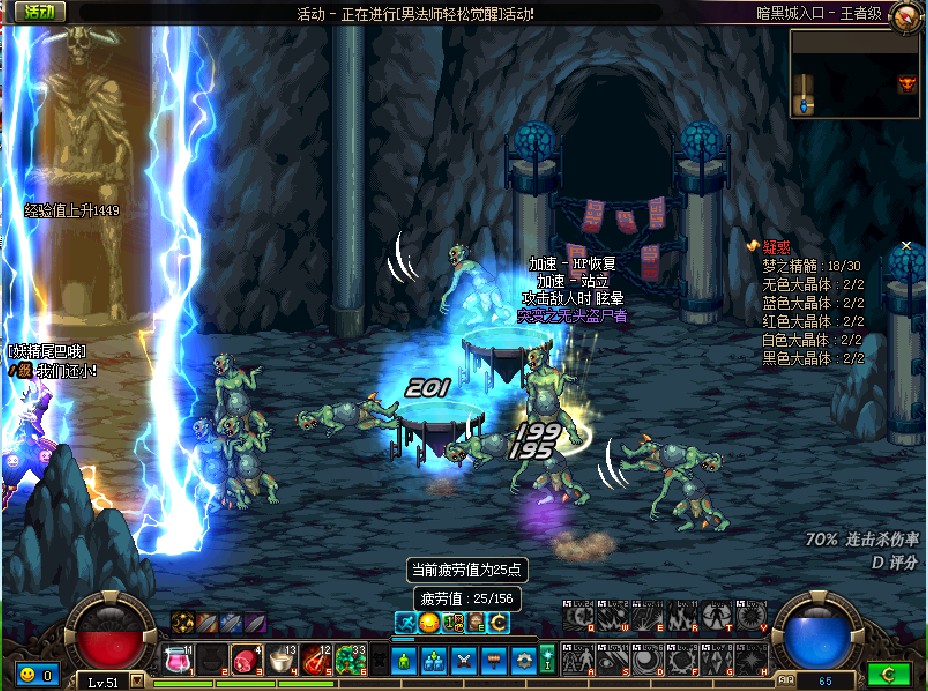 活动
活动 - 正在进行[男法师轻松觉醒]活动!
暗黑城入口 - 王者级
经验值上升1449
疑惑
梦之精髓 : 18/30
无色大晶体 : 2/2
蓝色大晶体 : 2/2
红色大晶体 : 2/2
白色大晶体 : 2/2
黑色大晶体 : 2/2
加速 - HP恢复
加速 - 站立
攻击敌人时 眩晕
突变之无头盗尸者
[妖精尾巴哦]
我们还小!
201
199
195
70% 连击杀伤率
D 评分
当前疲劳值为25点
疲劳值 : 25/156
Lv.51
0
11
4
13
12
33
65